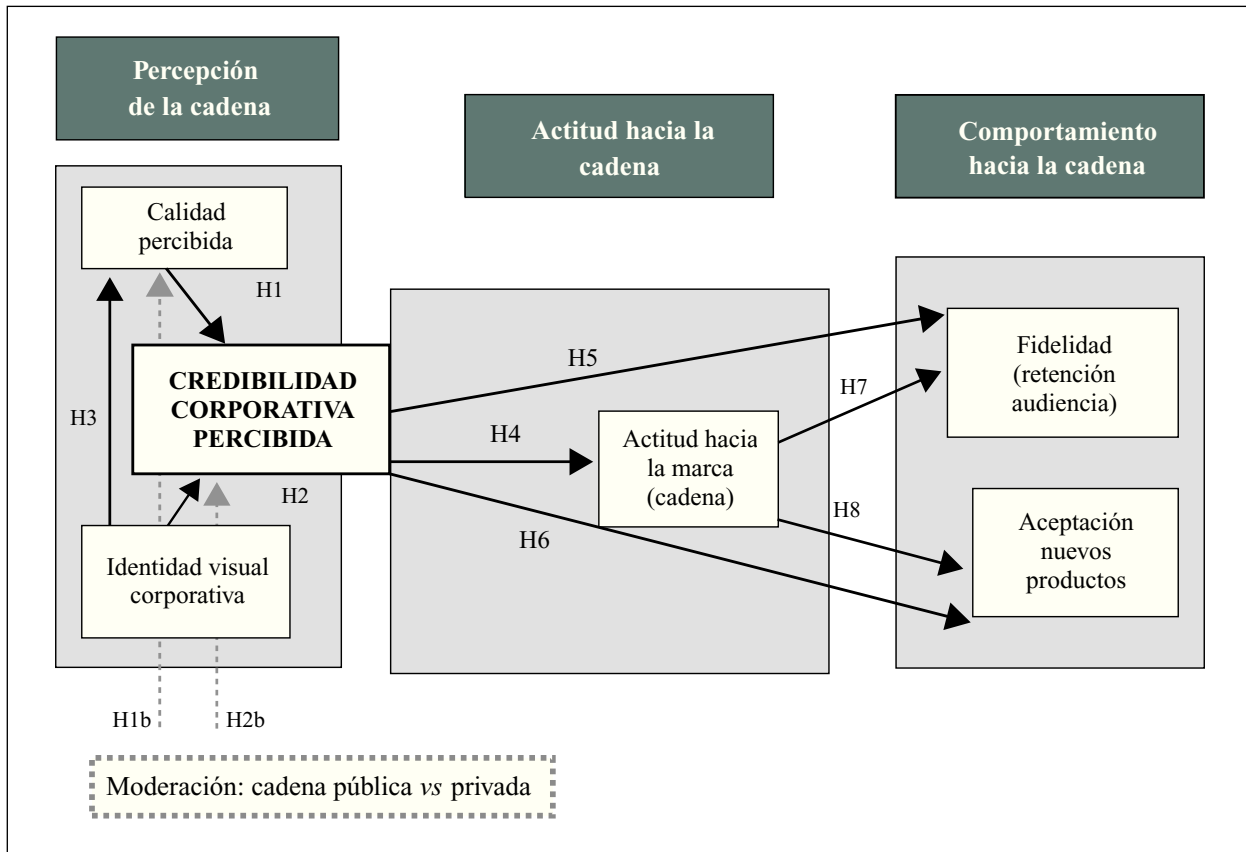 Percepción
de la cadena
Actitud hacia la
cadena
Comportamiento
hacia la cadena
Calidad
percibida
H1
CREDIBILIDAD
CORPORATIVA
PERCIBIDA
H3
H2
Identidad visual
corporativa
H1b
H2b
H5
H4
H6
Actitud hacia
la marca
(cadena)
H7
H8
Fidelidad
(retención
audiencia)
Aceptación
nuevos
productos
Moderación: cadena pública vs privada